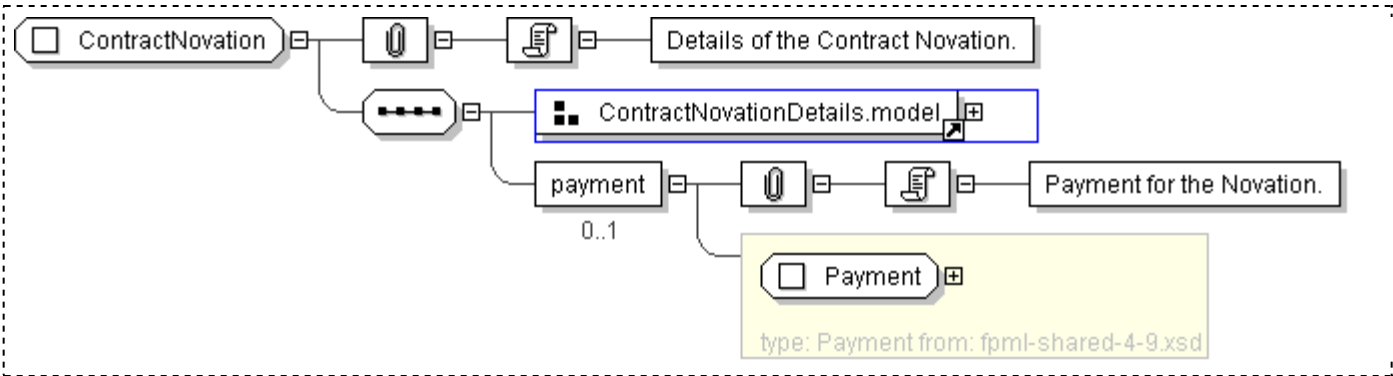 ContractNovation
Details of the Contract Novation.
ContractNovationDetails.model
payment
Payment for the Novation.
0..1
Payment
type: Payment from: fpml-shared-4-9.xsd